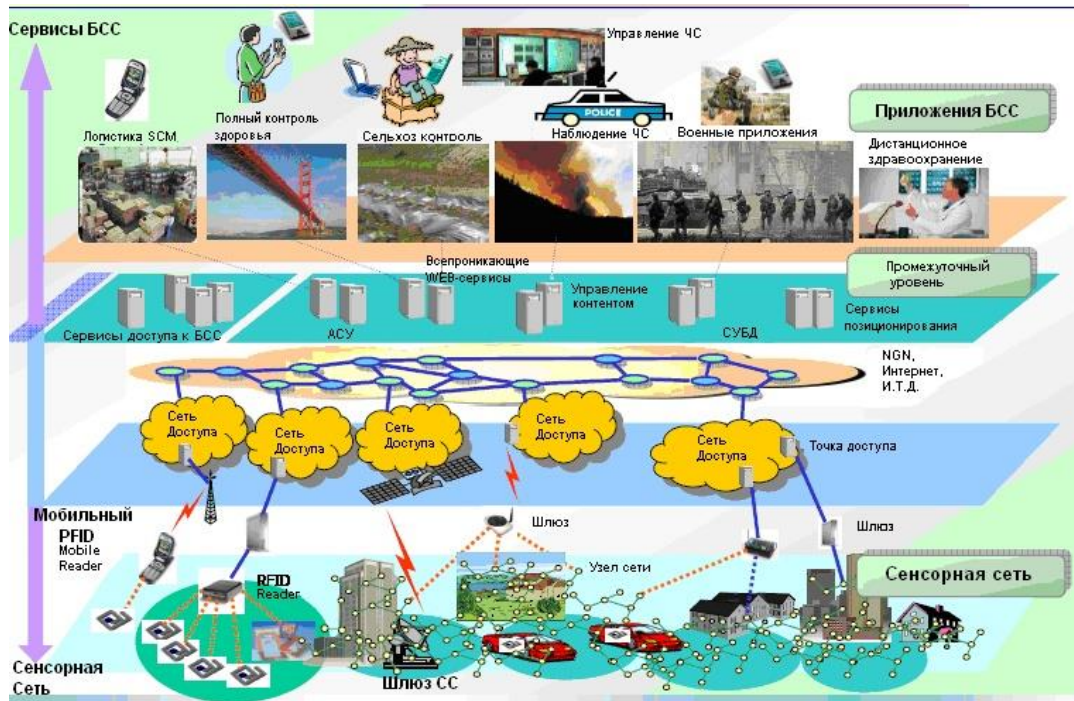 Сервисы БСС
Управление ЧС
Логистика SCM
Полный контроль
здоровья
Сельхоз контроль
POLICE
Наблюдение ЧС
Военные приложения
Приложения БСС
Дистанционное
здравоохранение
Всепроникающие
WEB-сервисы
Управление
контентом
Промежуточный
уровень
Сервисы доступа к БСС
АСУ
СУБД
Сервисы
позиционирования
NGN,
Интернет,
И.Т.Д.
Сеть
Доступа
Сеть
Доступа
Сеть
Доступа
Сеть
Доступа
Сеть
Доступа
Точка доступа
Мобильный
PFID
Mobile
Reader
Шлюз
Шлюз
Узел сети
RFID
Reader
Сенсорная сеть
Шлюз СС
Сенсорная
Сеть